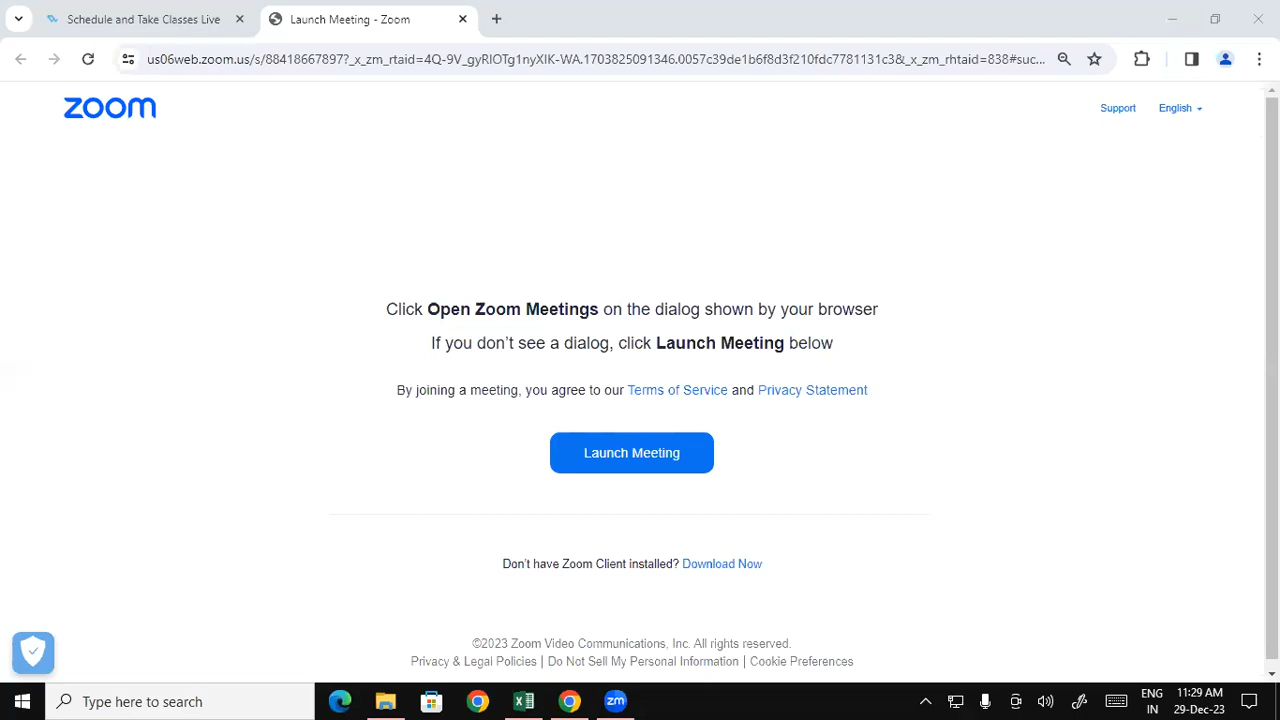 Schedule and Take Classes Live
Launch Meeting - Zoom
us06web.zoom.us/s/88418667897?_x_zm_rtaid=4Q-9V_gyRlOTg1nyXIK-WA.1703825091346.0057c39de1b6f8d3f210fdc7781131c3&_x_zm_rhtaid=838#suc...
zoom
Support
English
Click Open Zoom Meetings on the dialog shown by your browser
If you don't see a dialog, click Launch Meeting below
By joining a meeting, you agree to our Terms of Service and Privacy Statement
Launch Meeting
Don't have Zoom Client installed? Download Now
©2023 Zoom Video Communications, Inc. All rights reserved.
Privacy & Legal Policies | Do Not Sell My Personal Information | Cookie Preferences
Type here to search
zm
ENG
IN
11:29 AM
29-Dec-23